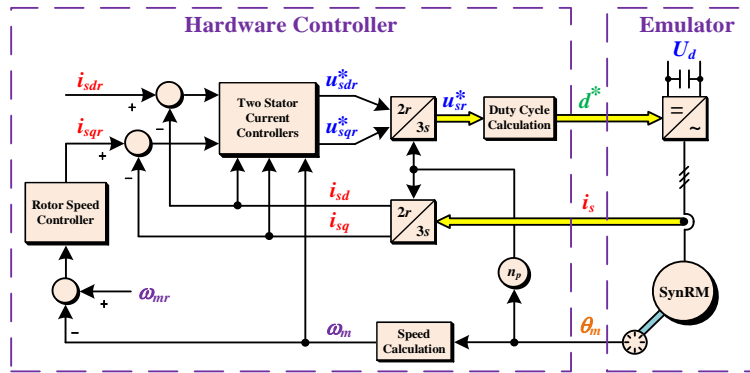 Hardware Controller
Emulator
U_d
i_sdr
+
−
Two Stator
Current
Controllers
u*_sdr
u*_sqr
2r
3s
u*_sr
Duty Cycle
Calculation
d*
=
~
i_sqr
+
−
Rotor Speed
Controller
i_sd
i_sq
2r
3s
i_s
n_p
SynRM
ω_mr
+
−
ω_m
Speed
Calculation
θ_m